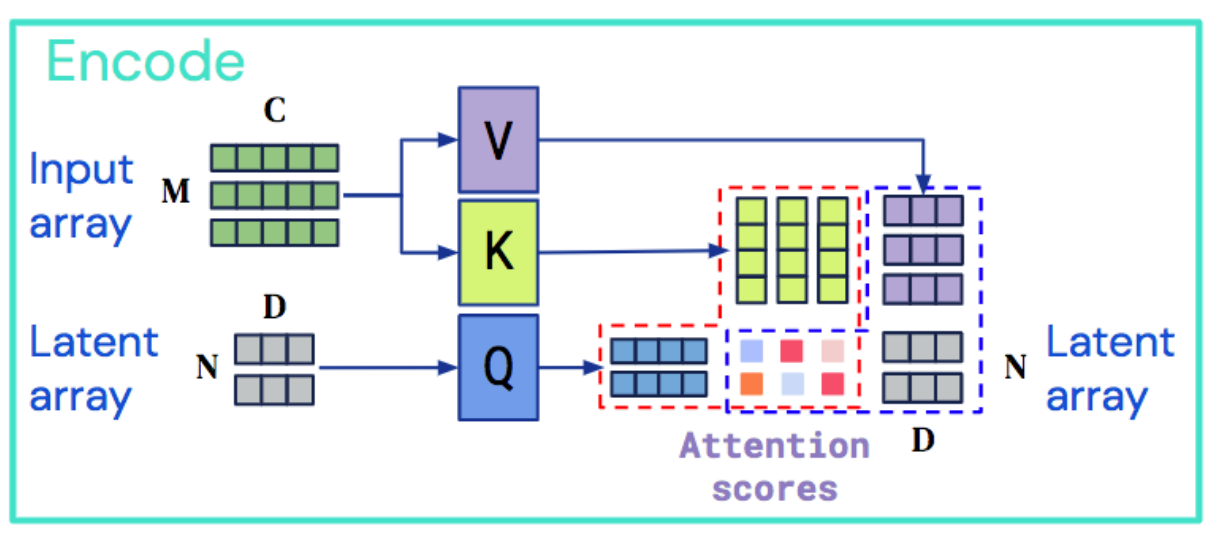 Encode
C
V
Input
array
M
K
D
Latent
array
N
Q
N
Latent
array
Attention
scores
D